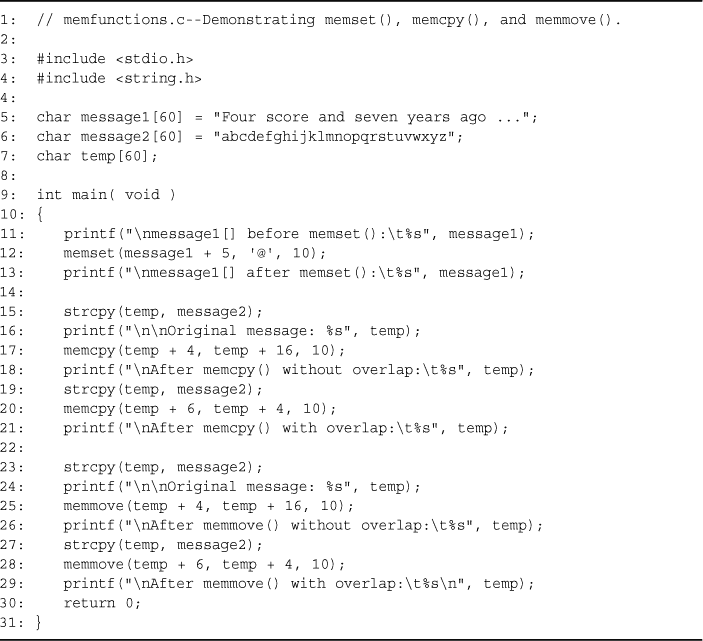 1:  // memfunctions.c--Demonstrating memset(), memcpy(), and memmove().
2:
3:  #include <stdio.h>
4:  #include <string.h>
4:
5:  char message1[60] = "Four score and seven years ago ...";
6:  char message2[60] = "abcdefghijklmnopqrstuvwxyz";
7:  char temp[60];
8:
9:  int main( void )
10: {
11:    printf("\nmessage1[] before memset():\t%s", message1);
12:    memset(message1 + 5, '@', 10);
13:    printf("\nmessage1[] after memset():\t%s", message1);
14:
15:    strcpy(temp, message2);
16:    printf("\n\nOriginal message: %s", temp);
17:    memcpy(temp + 4, temp + 16, 10);
18:    printf("\nAfter memcpy() without overlap:\t%s", temp);
19:    strcpy(temp, message2);
20:    memcpy(temp + 6, temp + 4, 10);
21:    printf("\nAfter memcpy() with overlap:\t%s", temp);
22:
23:    strcpy(temp, message2);
24:    printf("\n\nOriginal message: %s", temp);
25:    memmove(temp + 4, temp + 16, 10);
26:    printf("\nAfter memmove() without overlap:\t%s", temp);
27:    strcpy(temp, message2);
28:    memmove(temp + 6, temp + 4, 10);
29:    printf("\nAfter memmove() with overlap:\t%s\n", temp);
30:    return 0;
31: }